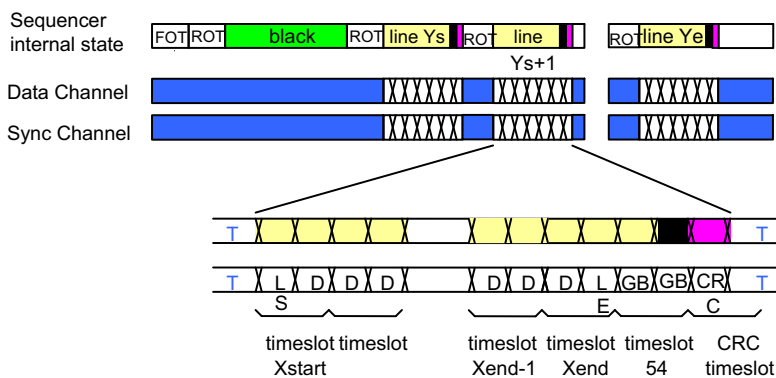 Sequencer
internal state
FOT ROT black ROT line Ys ROT line ROT line Ye
Ys+1
Data Channel
Sync Channel
T T
T L D D D D D D L GB GB CR T
S E C
timeslot timeslot timeslot timeslot timeslot CRC
Xstart Xend-1 Xend 54 timeslot